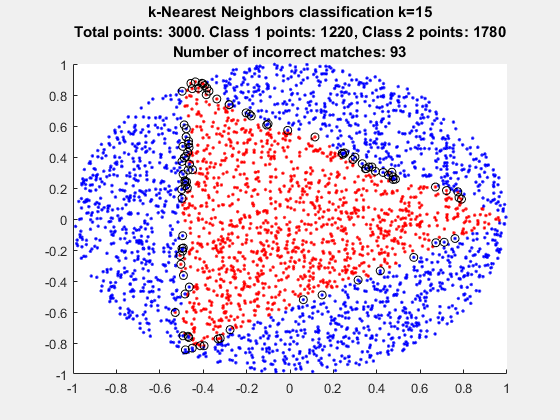 k-Nearest Neighbors classification k=15
Total points: 3000. Class 1 points: 1220, Class 2 points: 1780
Number of incorrect matches: 93
1
0.8
0.6
0.4
0.2
0
-0.2
-0.4
-0.6
-0.8
-1
-1 -0.8 -0.6 -0.4 -0.2 0 0.2 0.4 0.6 0.8 1